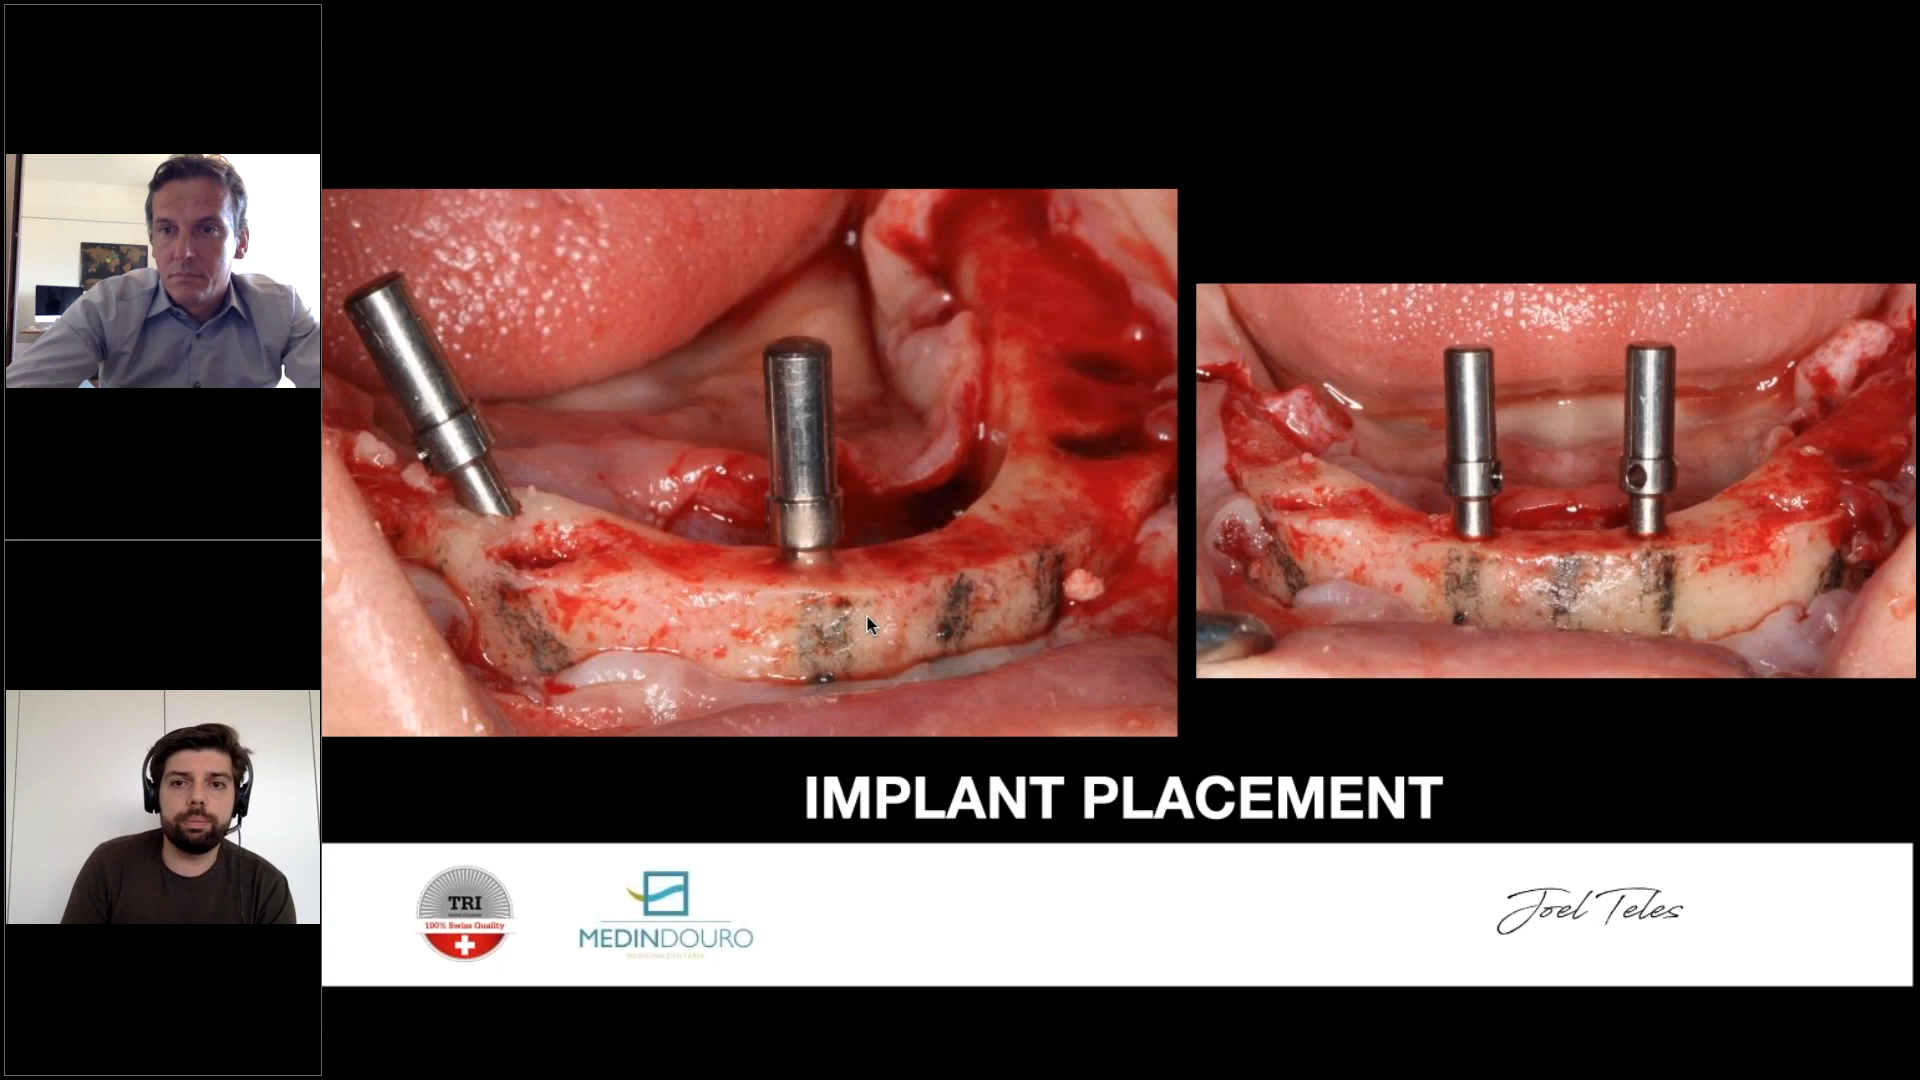 IMPLANT PLACEMENT
TRI
100% Swiss Quality
MEDINDOURO
Joel Teles